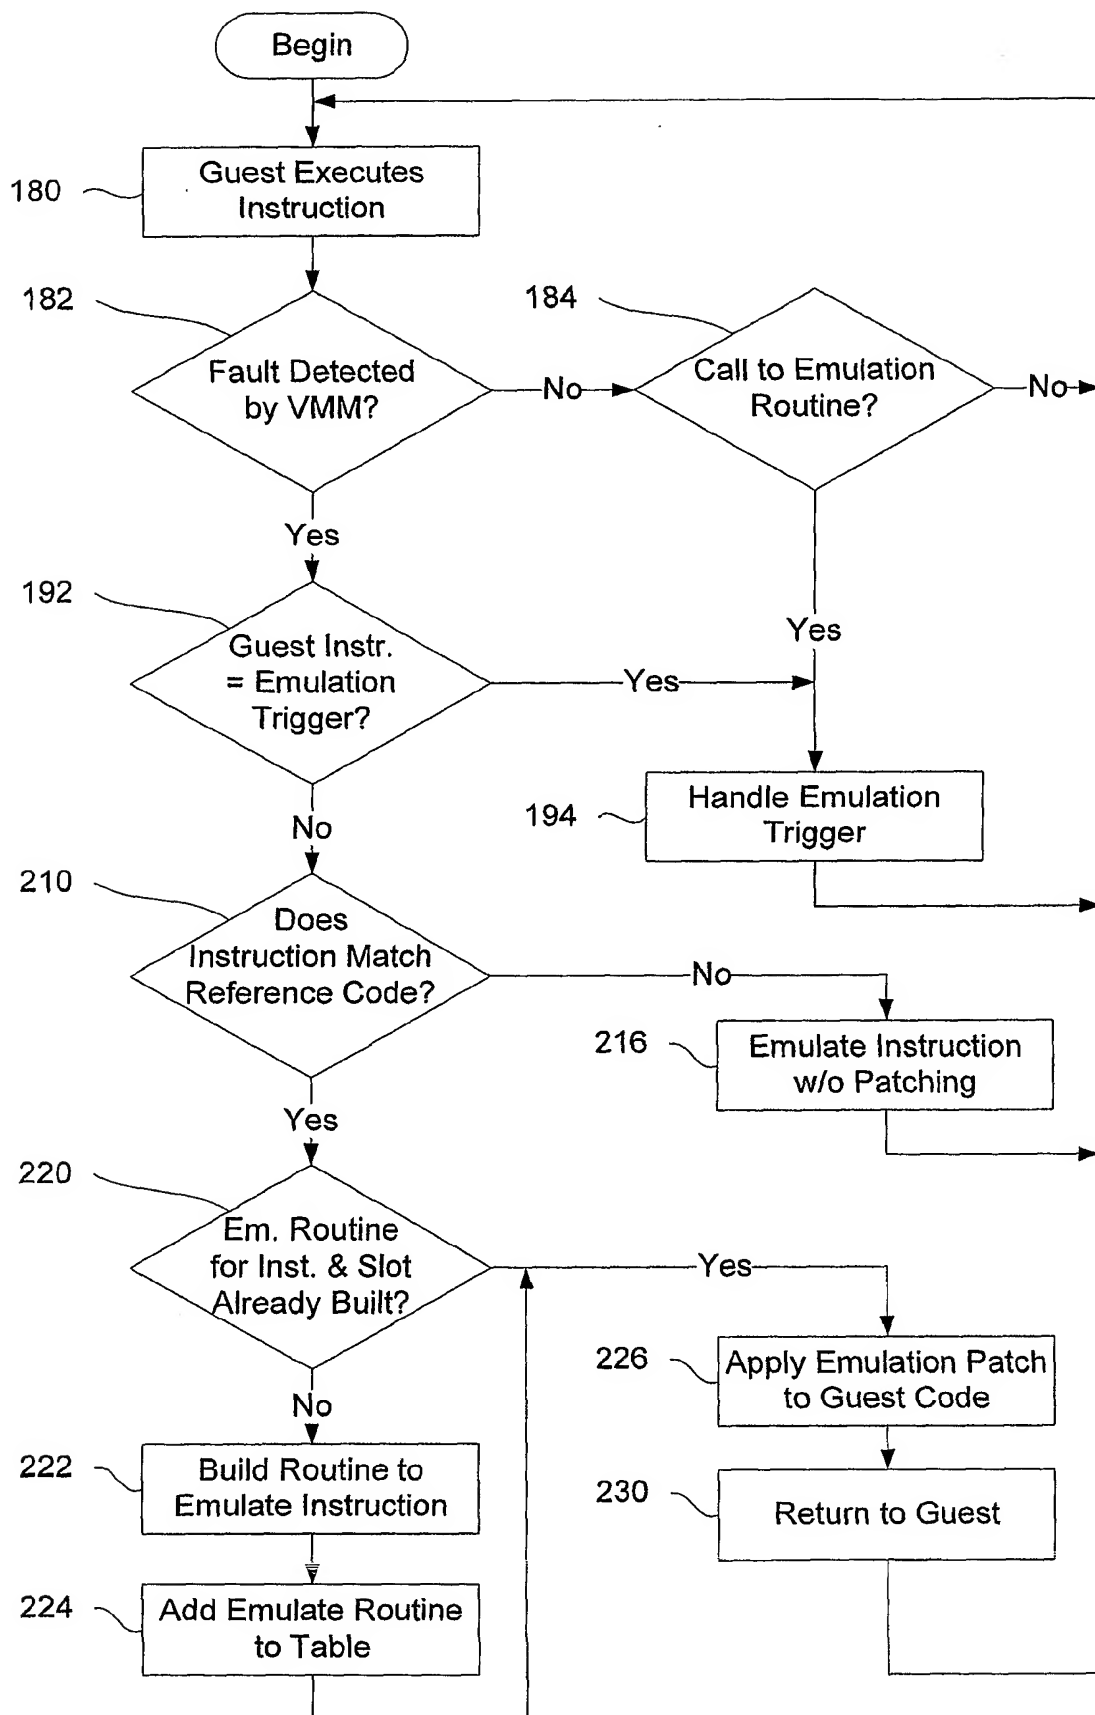 Begin
180
Guest Executes
Instruction
182
Fault Detected
by VMM?
No
184
Call to Emulation
Routine?
No
Yes
Yes
192
Guest Instr.
= Emulation
Trigger?
Yes
194
Handle Emulation
Trigger
No
210
Does
Instruction Match
Reference Code?
No
216
Emulate Instruction
w/o Patching
Yes
220
Em. Routine
for Inst. & Slot
Already Built?
Yes
226
Apply Emulation Patch
to Guest Code
No
222
Build Routine to
Emulate Instruction
230
Return to Guest
224
Add Emulate Routine
to Table